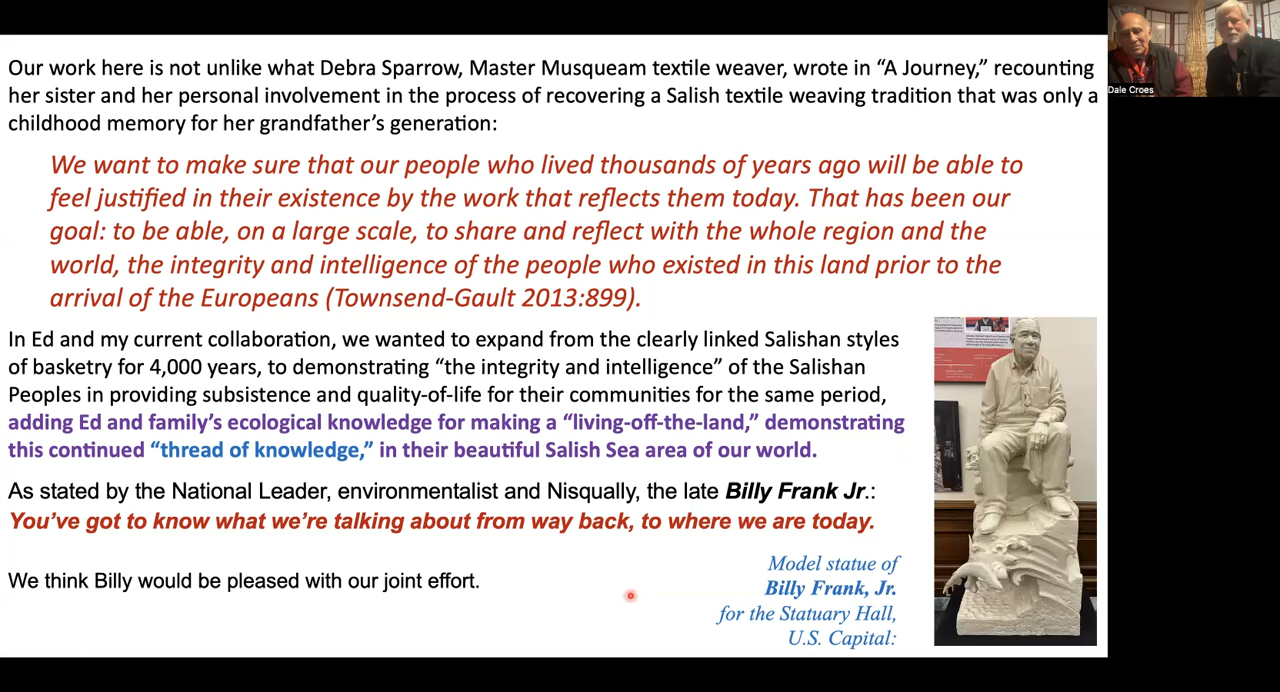 Our work here is not unlike what Debra Sparrow, Master Musqueam textile weaver, wrote in “A Journey,” recounting
her sister and her personal involvement in the process of recovering a Salish textile weaving tradition that was only a
childhood memory for her grandfather’s generation:
We want to make sure that our people who lived thousands of years ago will be able to
feel justified in their existence by the work that reflects them today. That has been our
goal: to be able, on a large scale, to share and reflect with the whole region and the
world, the integrity and intelligence of the people who existed in this land prior to the
arrival of the Europeans (Townsend-Gault 2013:899).
In Ed and my current collaboration, we wanted to expand from the clearly linked Salishan styles
of basketry for 4,000 years, to demonstrating “the integrity and intelligence” of the Salishan
Peoples in providing subsistence and quality-of-life for their communities for the same period,
adding Ed and family’s ecological knowledge for making a “living-off-the-land,” demonstrating
this continued “thread of knowledge,” in their beautiful Salish Sea area of our world.
As stated by the National Leader, environmentalist and Nisqually, the late Billy Frank Jr.:
You’ve got to know what we’re talking about from way back, to where we are today.
We think Billy would be pleased with our joint effort.
Model statue of
Billy Frank, Jr.
for the Statuary Hall,
U.S. Capital:
Dale Croes